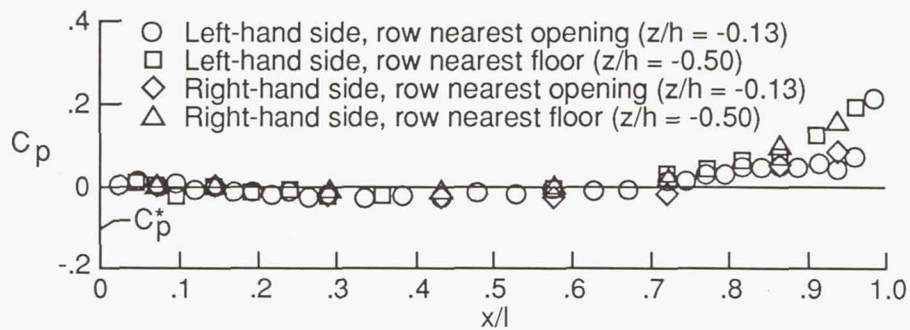 .4
Left-hand side, row nearest opening (z/h = -0.13)
Left-hand side, row nearest floor (z/h = -0.50)
Right-hand side, row nearest opening (z/h = -0.13)
Right-hand side, row nearest floor (z/h = -0.50)
.2
Cp
0
C*p
-.2
0 .1 .2 .3 .4 .5 .6 .7 .8 .9 1.0
x/l